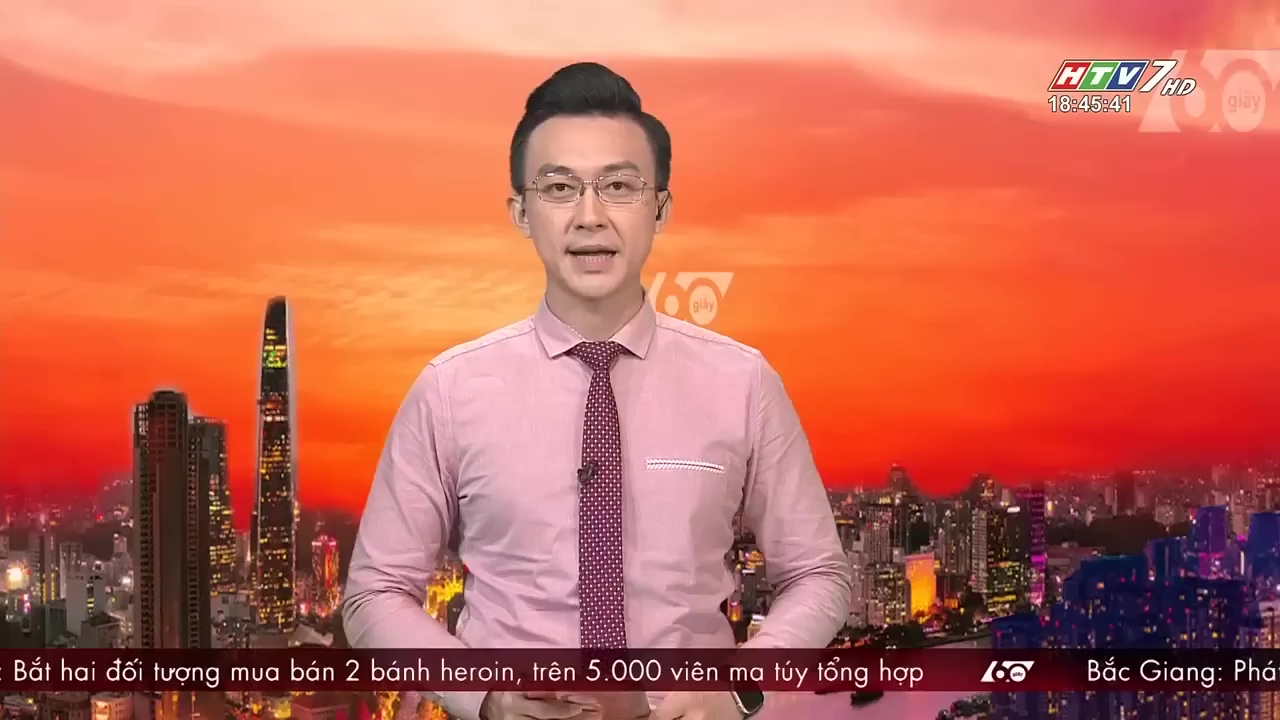 HTV7 HD
18:45:41
60 giây
60 giây
: Bắt hai đối tượng mua bán 2 bánh heroin, trên 5.000 viên ma túy tổng hợp 60 giây Bắc Giang: Phá